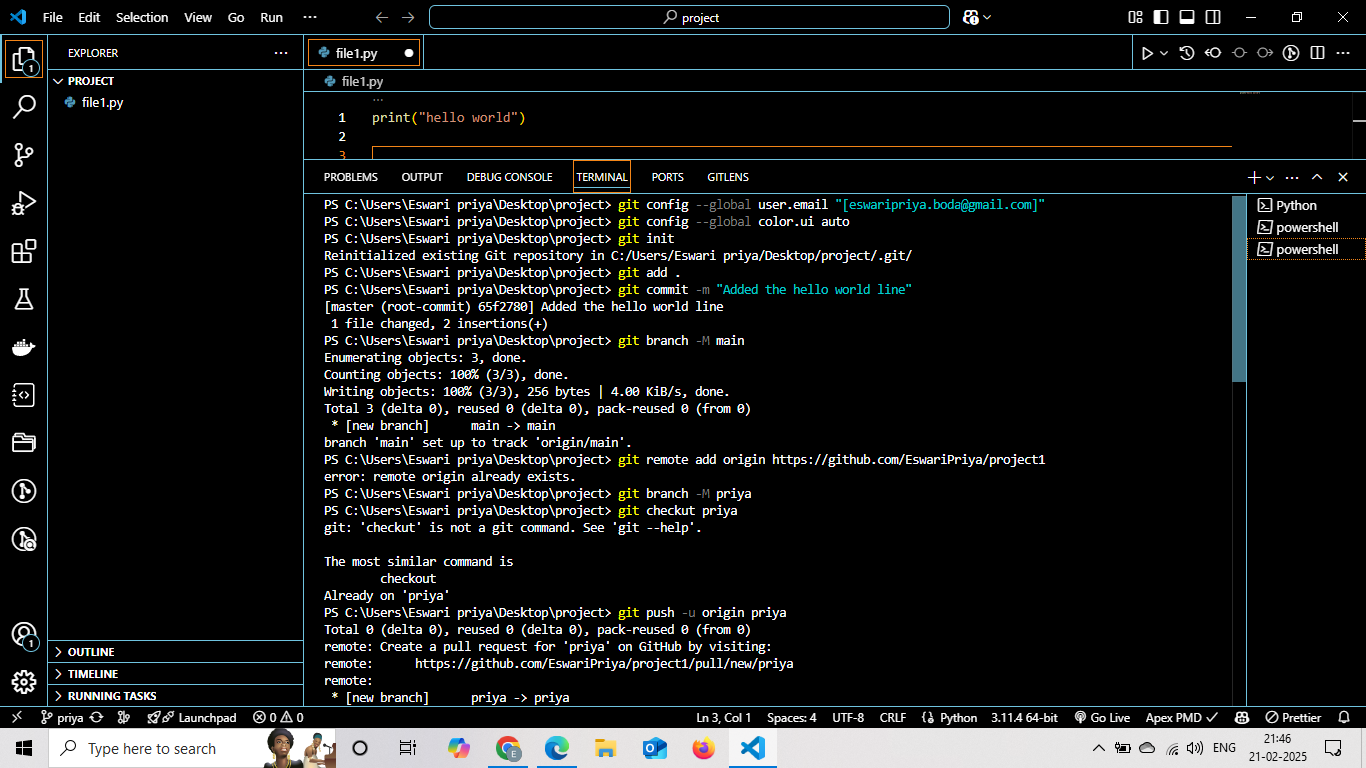 File Edit Selection View Go Run ···
project
EXPLORER ···
PROJECT
file1.py
1
file1.py
file1.py
...
1 print("hello world")
2
3
PROBLEMS OUTPUT DEBUG CONSOLE TERMINAL PORTS GITLENS
PS C:\Users\Eswari priya\Desktop\project> git config --global user.email "[eswaripriya.boda@gmail.com]"
PS C:\Users\Eswari priya\Desktop\project> git config --global color.ui auto
PS C:\Users\Eswari priya\Desktop\project> git init
Reinitialized existing Git repository in C:/Users/Eswari priya/Desktop/project/.git/
PS C:\Users\Eswari priya\Desktop\project> git add .
PS C:\Users\Eswari priya\Desktop\project> git commit -m "Added the hello world line"
[master (root-commit) 65f2780] Added the hello world line
 1 file changed, 2 insertions(+)
PS C:\Users\Eswari priya\Desktop\project> git branch -M main
Enumerating objects: 3, done.
Counting objects: 100% (3/3), done.
Writing objects: 100% (3/3), 256 bytes | 4.00 KiB/s, done.
Total 3 (delta 0), reused 0 (delta 0), pack-reused 0 (from 0)
 * [new branch]      main -> main
branch 'main' set up to track 'origin/main'.
PS C:\Users\Eswari priya\Desktop\project> git remote add origin https://github.com/EswariPriya/project1
error: remote origin already exists.
PS C:\Users\Eswari priya\Desktop\project> git branch -M priya
PS C:\Users\Eswari priya\Desktop\project> git checkut priya
git: 'checkut' is not a git command. See 'git --help'.
The most similar command is
        checkout
Already on 'priya'
PS C:\Users\Eswari priya\Desktop\project> git push -u origin priya
Total 0 (delta 0), reused 0 (delta 0), pack-reused 0 (from 0)
remote: Create a pull request for 'priya' on GitHub by visiting:
remote:      https://github.com/EswariPriya/project1/pull/new/priya
remote:
 * [new branch]      priya -> priya
Python
powershell
powershell
1
OUTLINE
TIMELINE
RUNNING TASKS
priya Launchpad 0 0 Ln 3, Col 1 Spaces: 4 UTF-8 CRLF Python 3.11.4 64-bit Go Live Apex PMD Prettier
Type here to search
E
ENG
21:46
21-02-2025